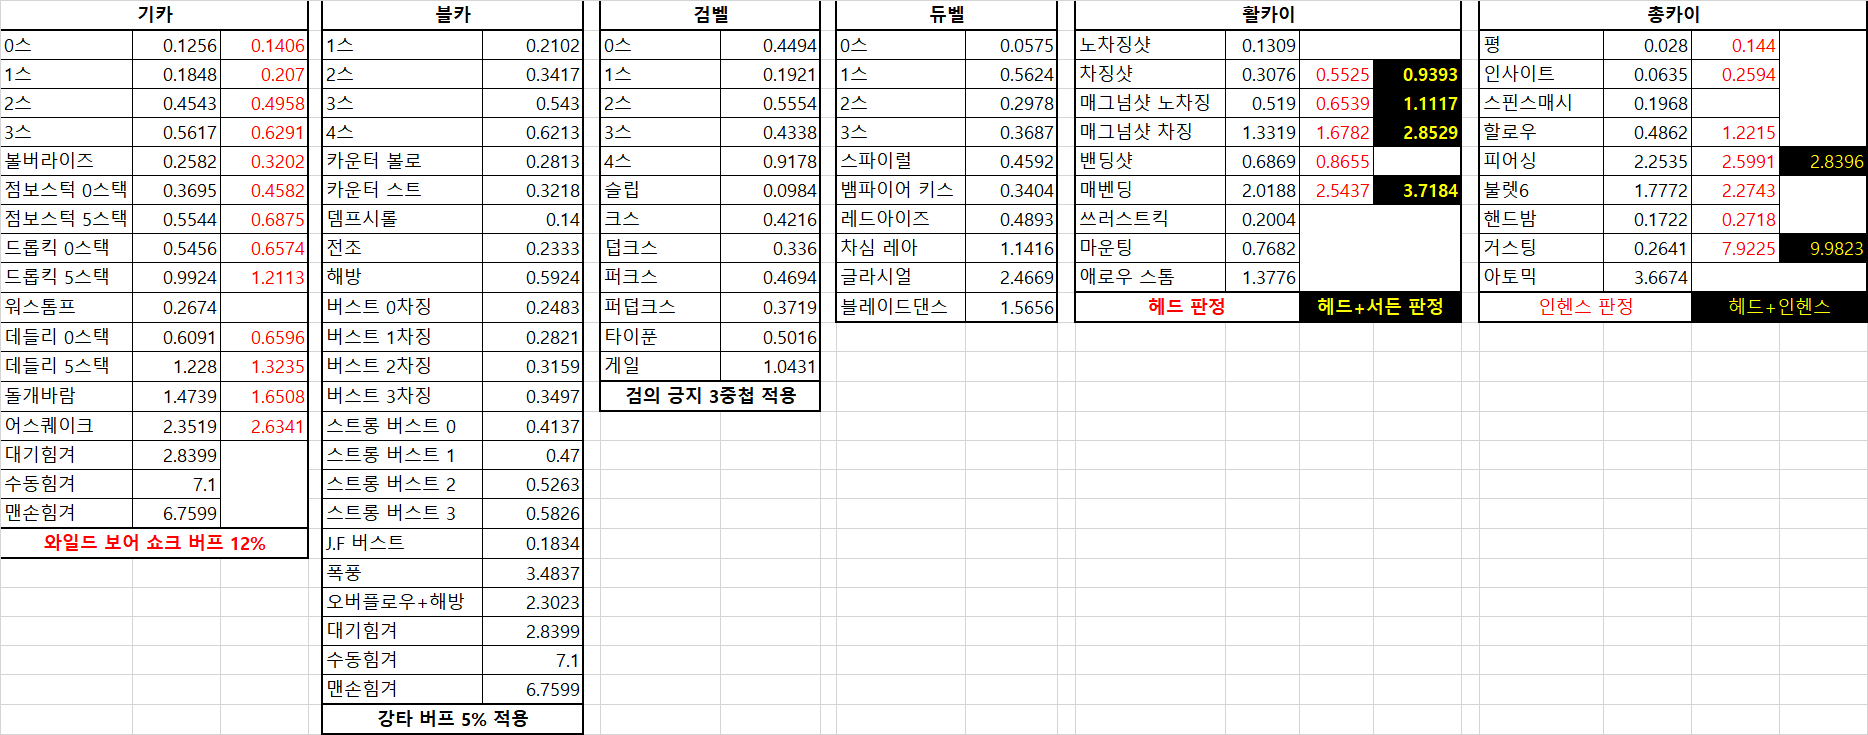 기카 블카 검벨 듀벨 활카이 총카이
0스 0.1256 0.1406 1스 0.2102 0스 0.4494 0스 0.0575 노차징샷 0.1309 평 0.028 0.144
1스 0.1848 0.207 2스 0.3417 1스 0.1921 1스 0.5624 차징샷 0.3076 0.5525 0.9393 인사이트 0.0635 0.2594
2스 0.4543 0.4958 3스 0.543 2스 0.5554 2스 0.2978 매그넘샷 노차징 0.519 0.6539 1.1117 스핀스매시 0.1968
3스 0.5617 0.6291 4스 0.6213 3스 0.4338 3스 0.3687 매그넘샷 차징 1.3319 1.6782 2.8529 할로우 0.4862 1.2215
볼버라이즈 0.2582 0.3202 카운터 블로 0.2813 4스 0.9178 스파이럴 0.4592 밴딩샷 0.6869 0.8655 피어싱 2.2535 2.5991 2.8396
점보스턱 0스택 0.3695 0.4582 카운터 스트 0.3218 슬립 0.0984 뱀파이어 키스 0.3404 매벤딩 2.0188 2.5437 3.7184 불렛6 1.7772 2.2743
점보스턱 5스택 0.5544 0.6875 뎀프시롤 0.14 크스 0.4216 레드아이즈 0.4893 쓰러스트킥 0.2004 핸드밤 0.1722 0.2718
드롭킥 0스택 0.5456 0.6574 전조 0.2333 덥크스 0.336 차심 레아 1.1416 마운팅 0.7682 거스팅 0.2641 7.9225 9.9823
드롭킥 5스택 0.9924 1.2113 해방 0.5924 퍼크스 0.4694 글라시얼 2.4669 애로우 스톰 1.3776 아토믹 3.6674
워스톰프 0.2674 버스트 0차징 0.2483 퍼덥크스 0.3719 블레이드댄스 1.5656 헤드 판정 헤드+서든 판정 인헨스 판정 헤드+인헨스
데들리 0스택 0.6091 0.6596 버스트 1차징 0.2821 타이푼 0.5016
데들리 5스택 1.228 1.3235 버스트 2차징 0.3159 게일 1.0431
돌개바람 1.4739 1.6508 버스트 3차징 0.3497 검의 긍지 3중첩 적용
어스퀘이크 2.3519 2.6341 스트롱 버스트 0 0.4137
대기힘겨 2.8399 스트롱 버스트 1 0.47
수동힘겨 7.1 스트롱 버스트 2 0.5263
맨손힘겨 6.7599 스트롱 버스트 3 0.5826
와일드 보어 쇼크 버프 12% J.F 버스트 0.1834
폭풍 3.4837
오버플로우+해방 2.3023
대기힘겨 2.8399
수동힘겨 7.1
맨손힘겨 6.7599
강타 버프 5% 적용